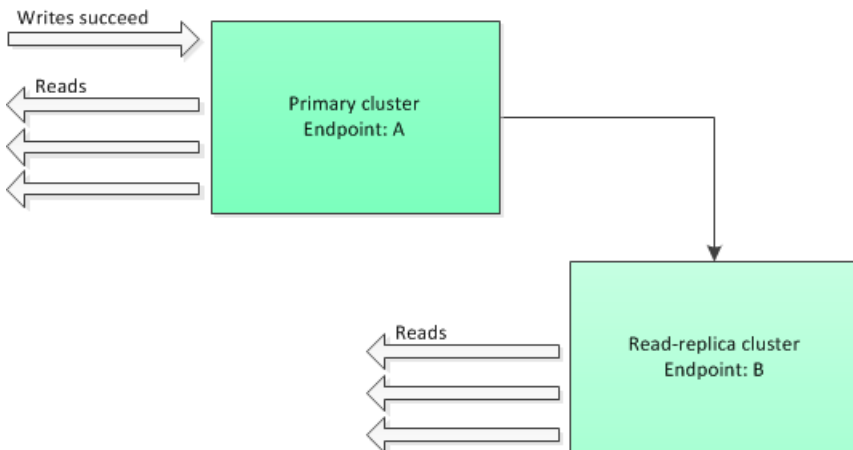 Writes succeed
Reads
Primary cluster
Endpoint: A
Reads
Read-replica cluster
Endpoint: B